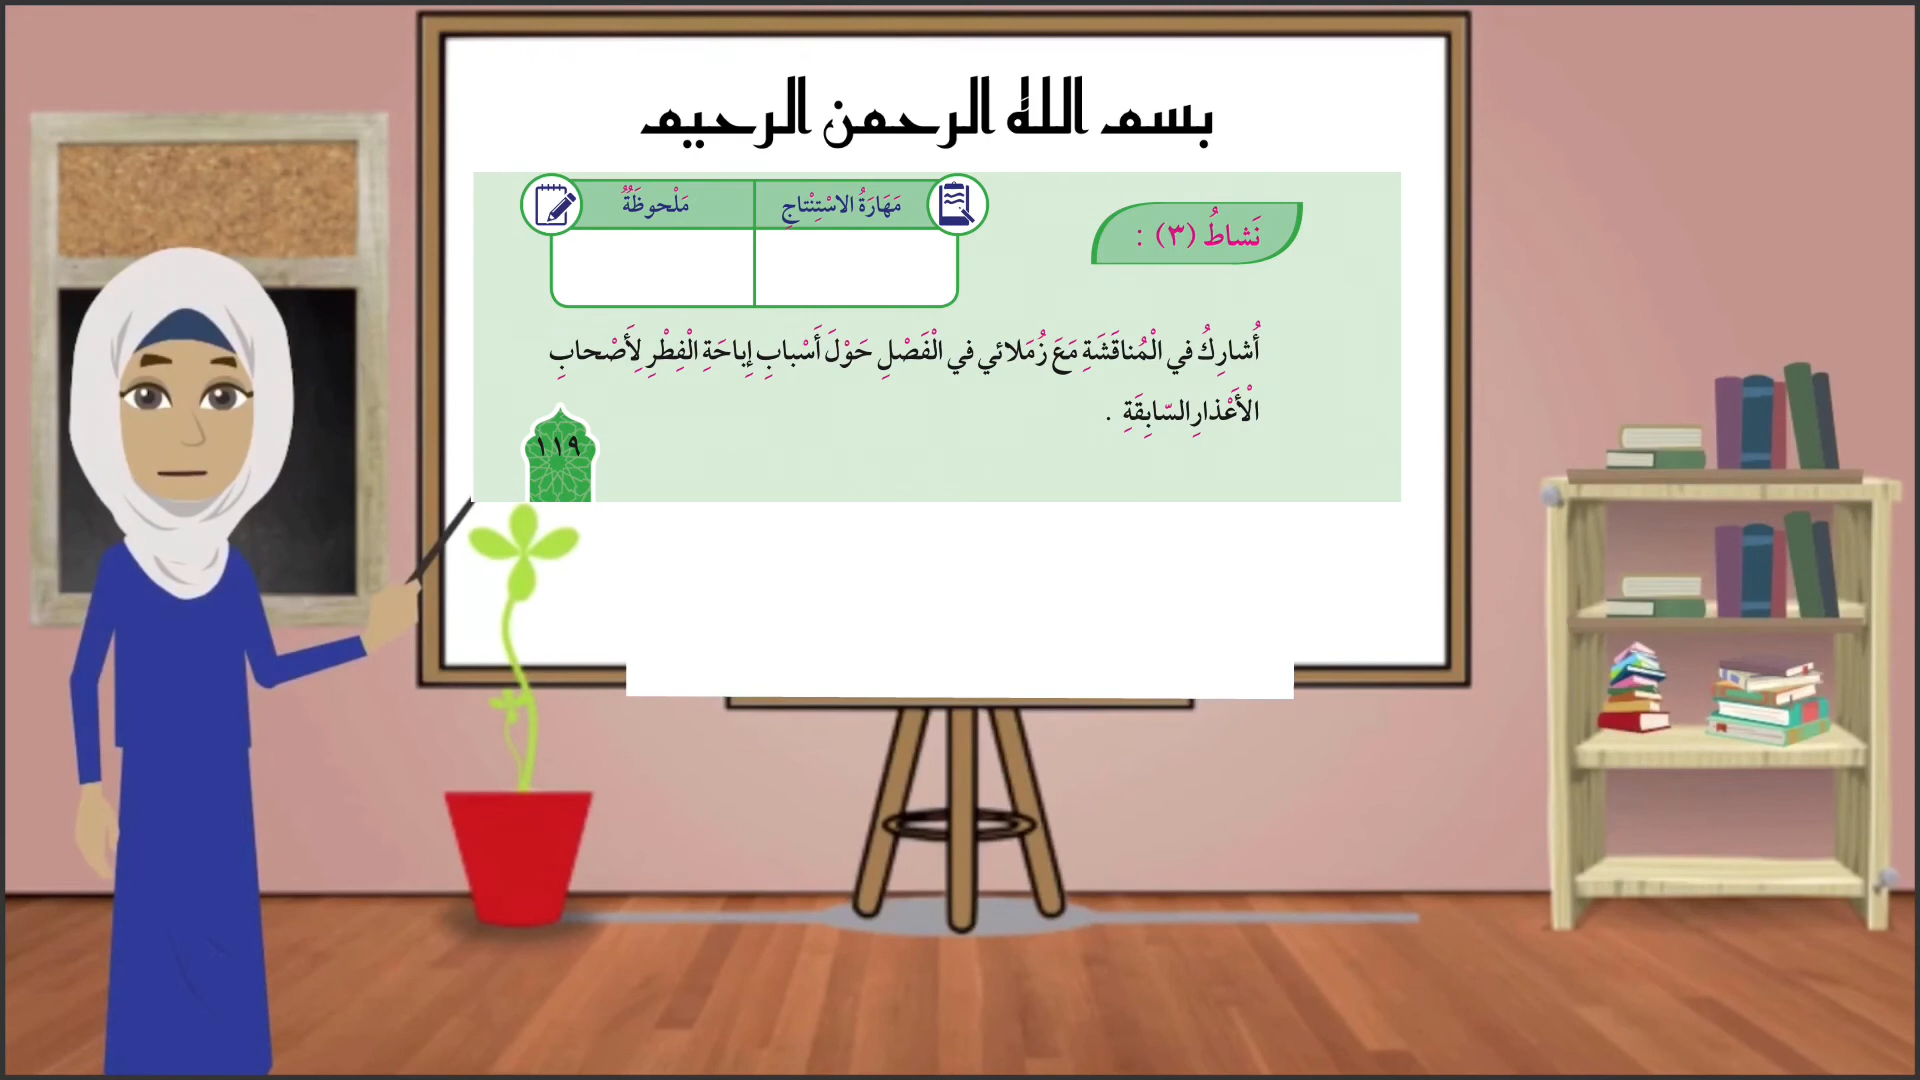 بسم الله الرحمن الرحيم
نَشاطُ (٣) :
مَهَارَةُ الاسْتِنْتاجِ
مَلْحوظَةٌ
أُشارِكُ في الْمُناقَشَةِ مَعَ زُمَلائي في الْفَصْلِ حَوْلَ أَسْبابِ إِباحَةِ الْفِطْرِ لِأَصْحابِ
الْأَعْذارِ السّابِقَةِ .
١١٩